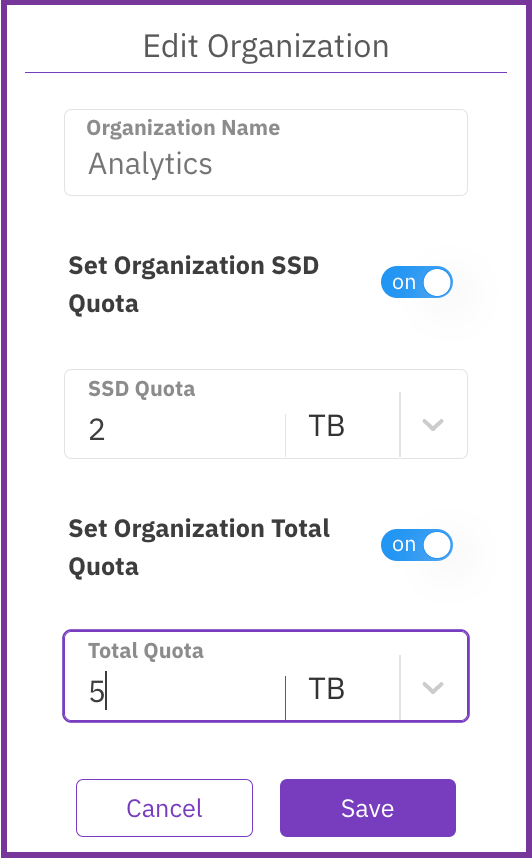 Edit Organization
Organization Name
Analytics
Set Organization SSD
Quota
on
SSD Quota
2 TB
Set Organization Total
Quota
on
Total Quota
5 TB
Cancel Save